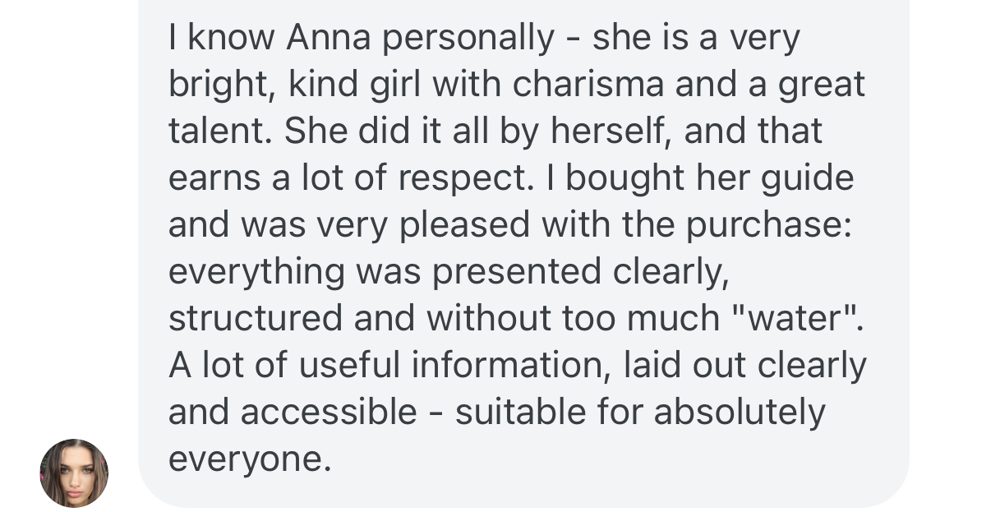 I know Anna personally - she is a very
bright, kind girl with charisma and a great
talent. She did it all by herself, and that
earns a lot of respect. I bought her guide
and was very pleased with the purchase:
everything was presented clearly,
structured and without too much "water".
A lot of useful information, laid out clearly
and accessible - suitable for absolutely
everyone.